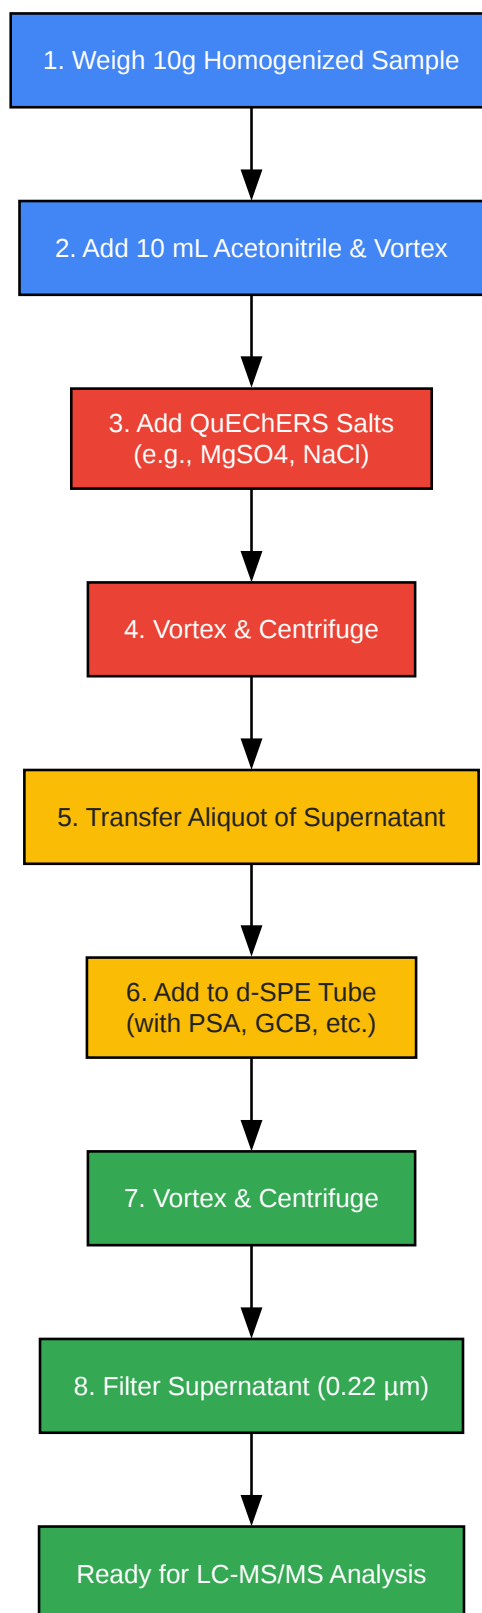 1. Weigh 10g Homogenized Sample
2. Add 10 mL Acetonitrile & Vortex
3. Add QuEChERS Salts
(e.g., MgSO4, NaCl)
4. Vortex & Centrifuge
5. Transfer Aliquot of Supernatant
6. Add to d-SPE Tube
(with PSA, GCB, etc.)
7. Vortex & Centrifuge
8. Filter Supernatant (0.22 µm)
Ready for LC-MS/MS Analysis